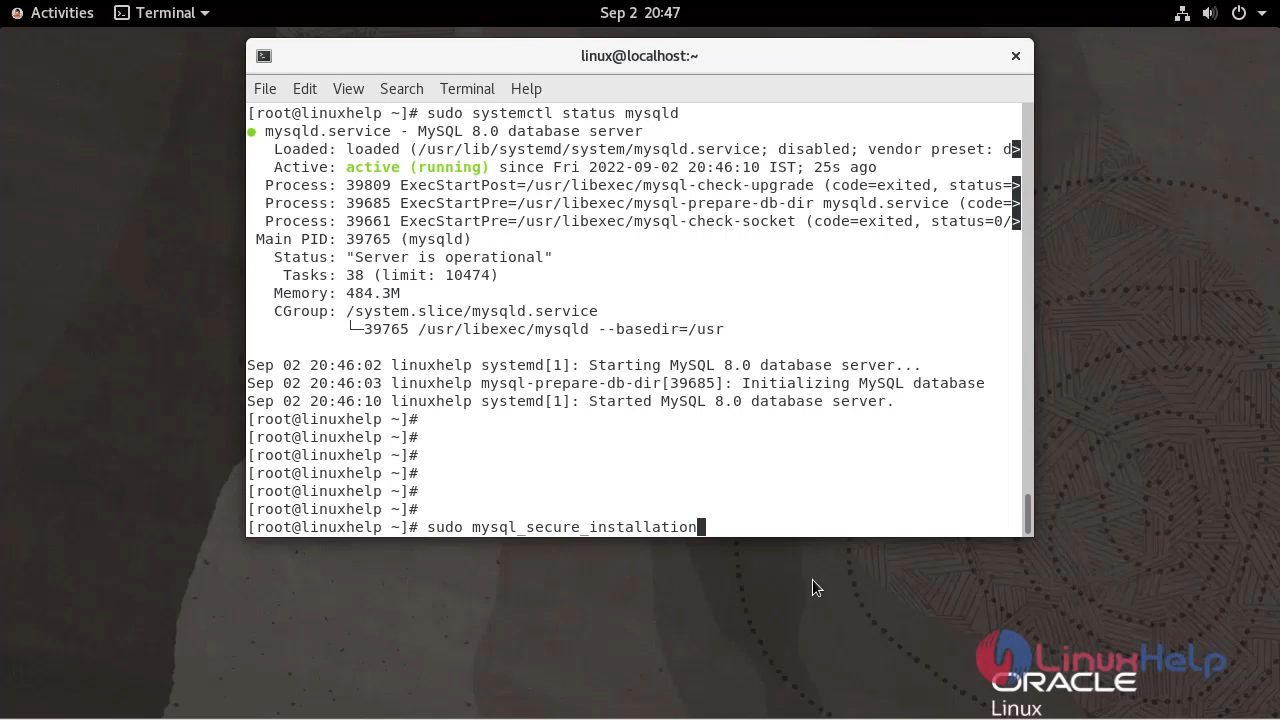 Activities Terminal Sep 2 20:47
linux@localhost:~
File Edit View Search Terminal Help
[root@linuxhelp ~]# sudo systemctl status mysqld
● mysqld.service - MySQL 8.0 database server
   Loaded: loaded (/usr/lib/systemd/system/mysqld.service; disabled; vendor preset: d>
   Active: active (running) since Fri 2022-09-02 20:46:10 IST; 25s ago
  Process: 39809 ExecStartPost=/usr/libexec/mysql-check-upgrade (code=exited, status=>
  Process: 39685 ExecStartPre=/usr/libexec/mysql-prepare-db-dir mysqld.service (code=>
  Process: 39661 ExecStartPre=/usr/libexec/mysql-check-socket (code=exited, status=0/>
 Main PID: 39765 (mysqld)
   Status: "Server is operational"
    Tasks: 38 (limit: 10474)
   Memory: 484.3M
   CGroup: /system.slice/mysqld.service
           └─39765 /usr/libexec/mysqld --basedir=/usr
Sep 02 20:46:02 linuxhelp systemd[1]: Starting MySQL 8.0 database server...
Sep 02 20:46:03 linuxhelp mysql-prepare-db-dir[39685]: Initializing MySQL database
Sep 02 20:46:10 linuxhelp systemd[1]: Started MySQL 8.0 database server.
[root@linuxhelp ~]#
[root@linuxhelp ~]#
[root@linuxhelp ~]#
[root@linuxhelp ~]#
[root@linuxhelp ~]#
[root@linuxhelp ~]#
[root@linuxhelp ~]# sudo mysql_secure_installation
LinuxHelp
ORACLE
Linux